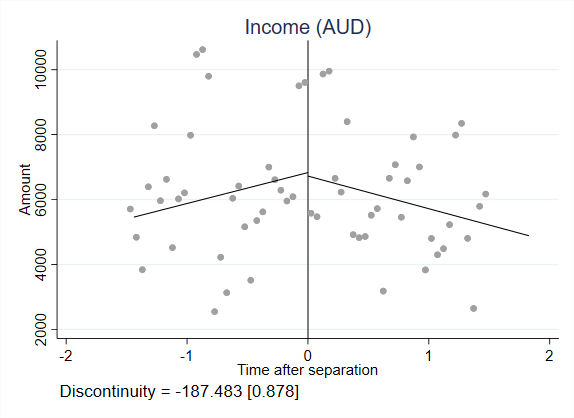 Income (AUD)
Amount
10000
8000
6000
4000
2000
-2 -1 0 1 2
Time after separation
Discontinuity = -187.483 [0.878]